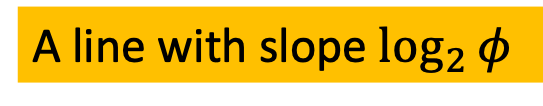 A line with slope log₂ ϕ